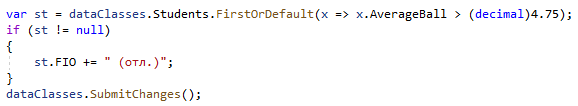 var st = dataClasses.Students.FirstOrDefault(x => x.AverageBall > (decimal)4.75);
if (st != null)
{
    st.FIO += " (отл.)";
}
dataClasses.SubmitChanges();